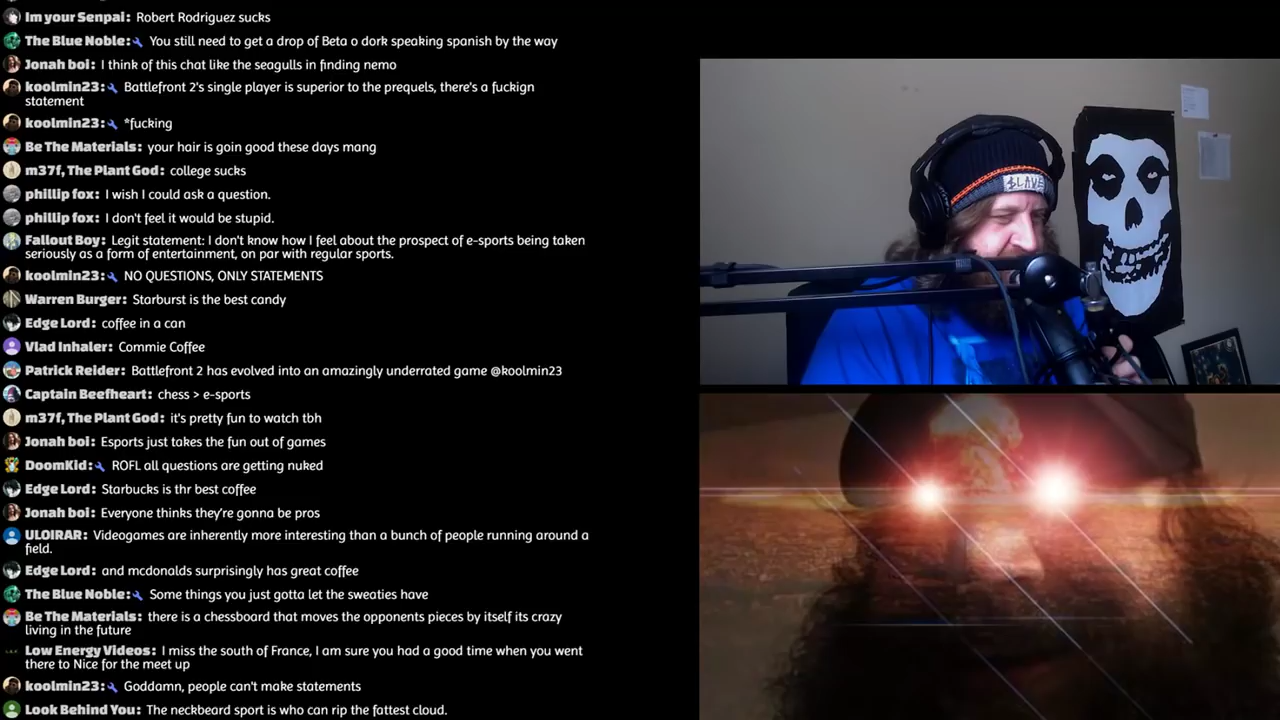 Im your Senpai: Robert Rodriguez sucks
The Blue Noble: You still need to get a drop of Beta o dork speaking spanish by the way
Jonah boi: I think of this chat like the seagulls in finding nemo
koolmin23: Battlefront 2's single player is superior to the prequels, there's a fuckign
statement
koolmin23: *fucking
Be The Materials: your hair is goin good these days mang
m37f, The Plant God: college sucks
phillip fox: I wish I could ask a question.
phillip fox: I don't feel it would be stupid.
Fallout Boy: Legit statement: I don't know how I feel about the prospect of e-sports being taken
seriously as a form of entertainment, on par with regular sports.
koolmin23: NO QUESTIONS, ONLY STATEMENTS
Warren Burger: Starburst is the best candy
Edge Lord: coffee in a can
Vlad Inhaler: Commie Coffee
Patrick Reider: Battlefront 2 has evolved into an amazingly underrated game @koolmin23
Captain Beefheart: chess > e-sports
m37f, The Plant God: it's pretty fun to watch tbh
Jonah boi: Esports just takes the fun out of games
DoomKid: ROFL all questions are getting nuked
Edge Lord: Starbucks is thr best coffee
Jonah boi: Everyone thinks they're gonna be pros
ULOIRAR: Videogames are inherently more interesting than a bunch of people running around a
field.
Edge Lord: and mcdonalds surprisingly has great coffee
The Blue Noble: Some things you just gotta let the sweaties have
Be The Materials: there is a chessboard that moves the opponents pieces by itself its crazy
living in the future
Low Energy Videos: I miss the south of France, I am sure you had a good time when you went
there to Nice for the meet up
koolmin23: Goddamn, people can't make statements
Look Behind You: The neckbeard sport is who can rip the fattest cloud.
SLAVE